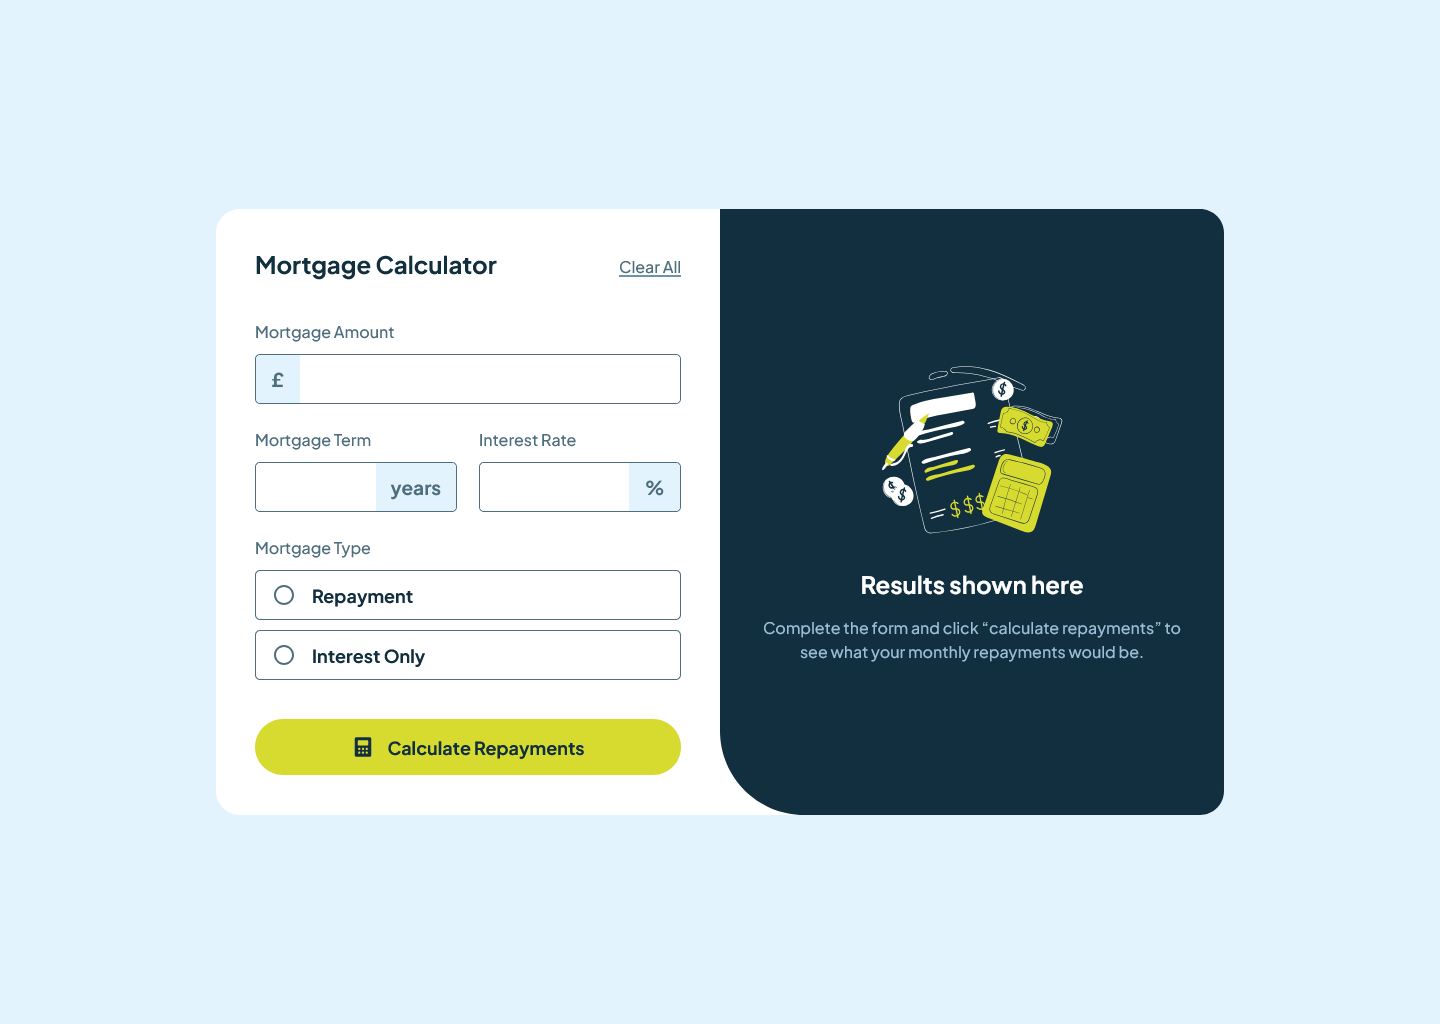 Mortgage Calculator
Clear All
Mortgage Amount
£
Mortgage Term
Interest Rate
years
%
Mortgage Type
Repayment
Interest Only
Calculate Repayments
$
$
$
$
$$$
Results shown here
Complete the form and click “calculate repayments” to
see what your monthly repayments would be.